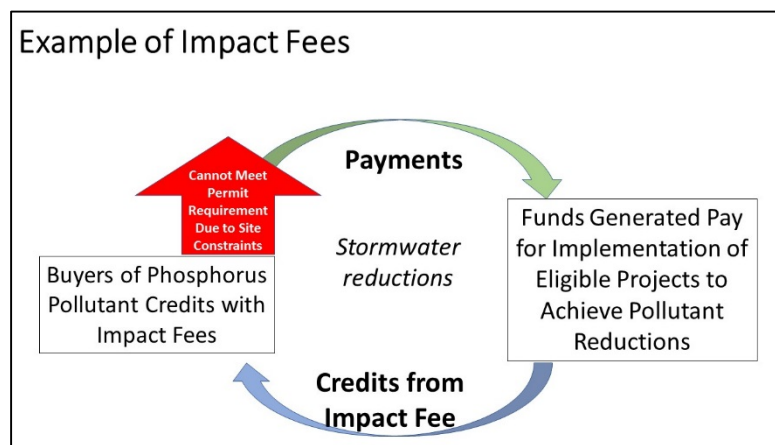 Example of Impact Fees
Payments
Cannot Meet
Permit
Requirement
Due to Site
Constraints
Stormwater
reductions
Funds Generated Pay
for Implementation of
Eligible Projects to
Achieve Pollutant
Reductions
Buyers of Phosphorus
Pollutant Credits with
Impact Fees
Credits from
Impact Fee